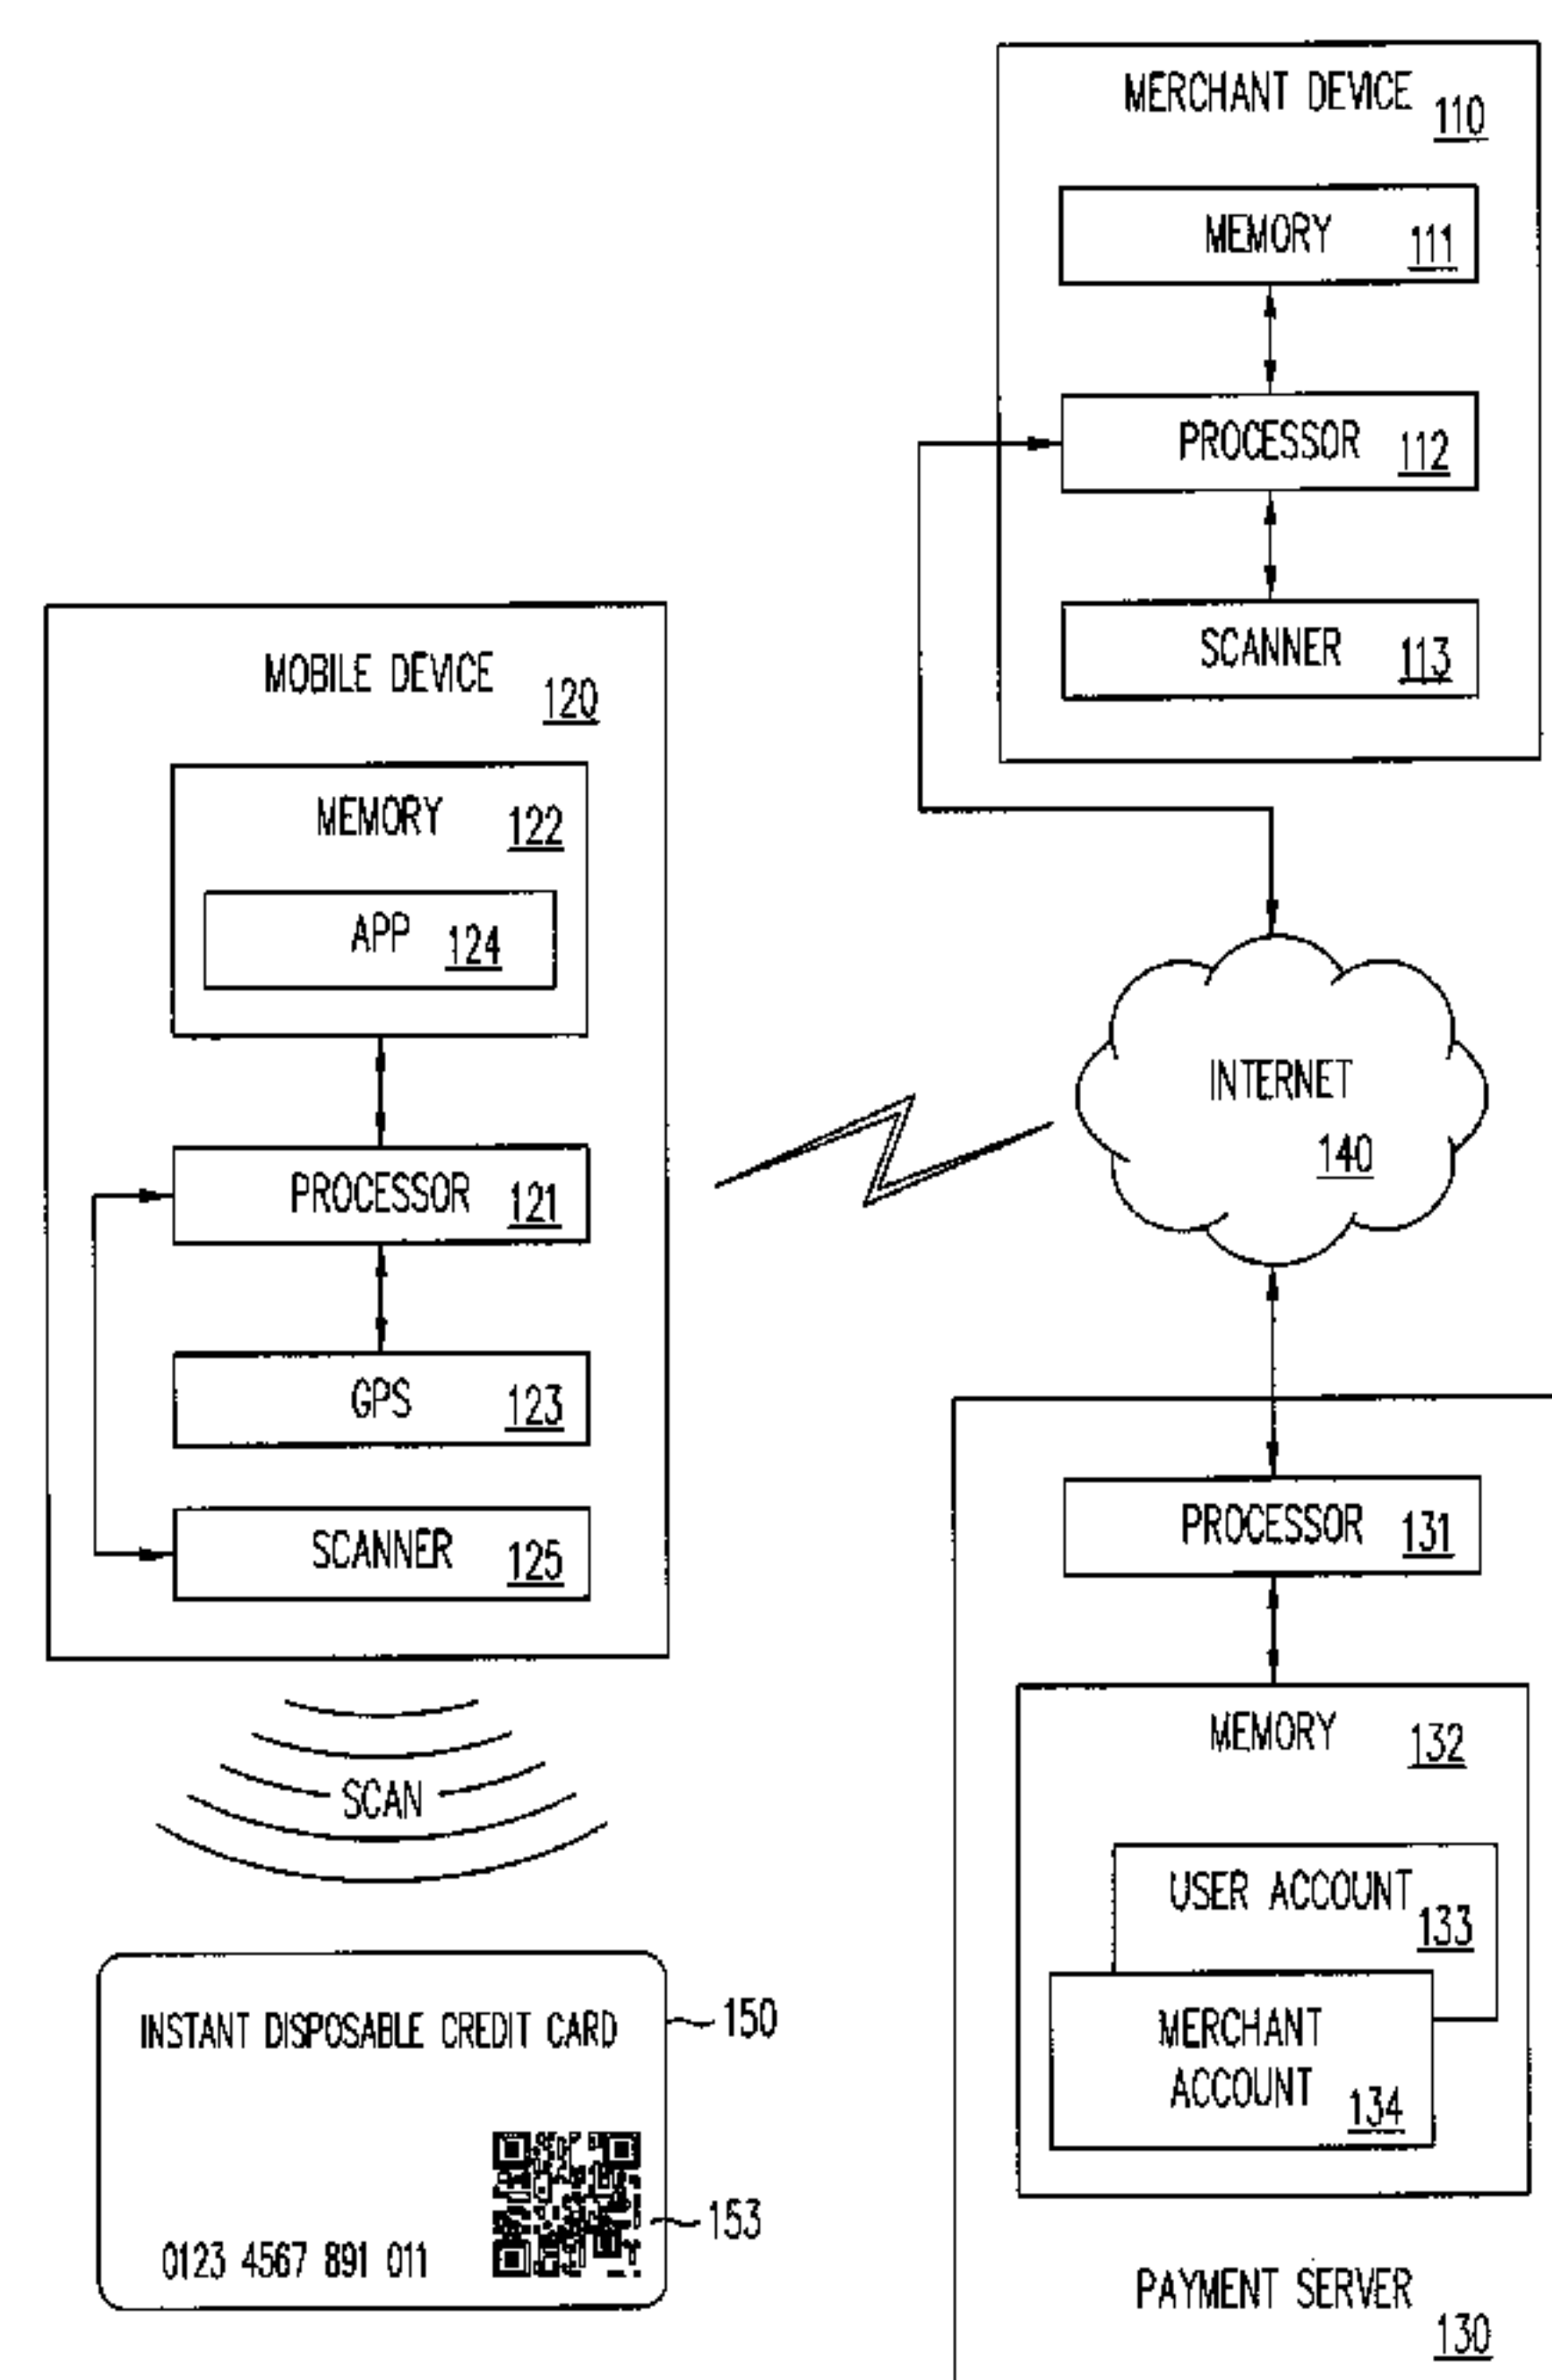 MERCHANT DEVICE
110
MEMORY 111
PROCESSOR 112
SCANNER 113
MOBILE DEVICE
120
MEMORY 122
APP 124
PROCESSOR 121
GPS 123
SCANNER 125
INTERNET
140
PROCESSOR 131
MEMORY 132
USER ACCOUNT
133
MERCHANT
ACCOUNT
134
PAYMENT SERVER
130
SCAN
INSTANT DISPOSABLE CREDIT CARD
150
0123 4567 891 011
153